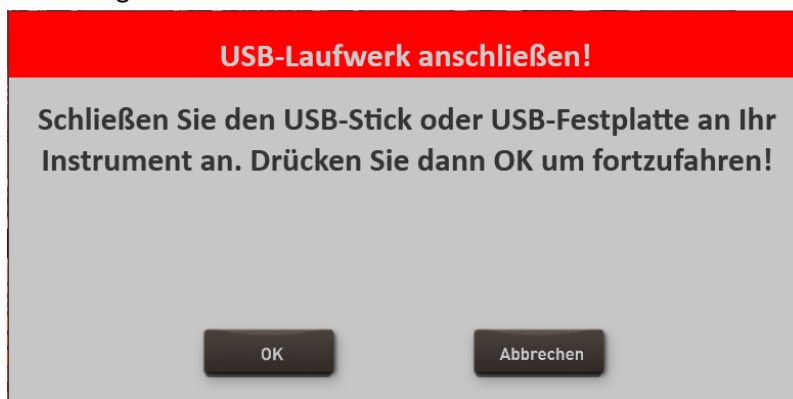 USB-Laufwerk anschließen!
Schließen Sie den USB-Stick oder USB-Festplatte an Ihr
Instrument an. Drücken Sie dann OK um fortzufahren!
OK
Abbrechen